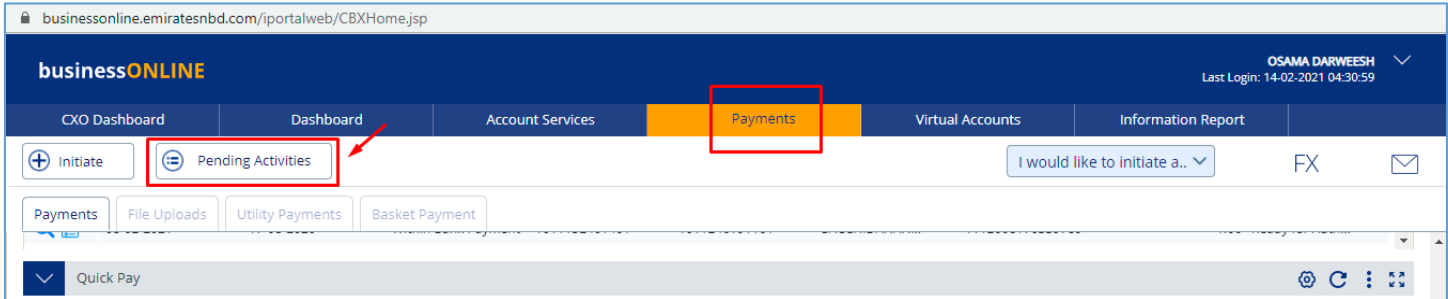 businessonline.emiratesnbd.com/iportalweb/CBXHome.jsp
businessONLINE
OSAMA DARWEESH
Last Login: 14-02-2021 04:30:59
CXO Dashboard Dashboard Account Services Payments Virtual Accounts Information Report
Initiate Pending Activities I would like to initiate a.. FX
Payments File Uploads Utility Payments Basket Payment
Quick Pay